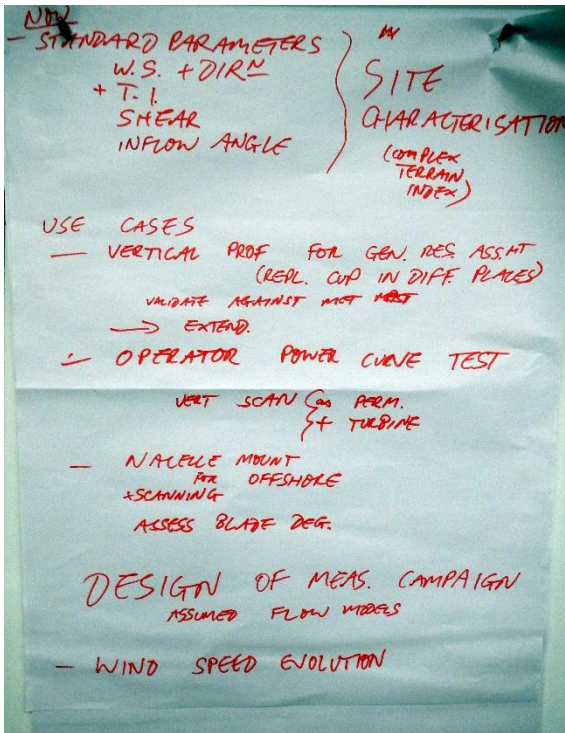 NOW
- STANDARD PARAMETERS
W.S. + DIRN
+ T.I.
SHEAR
INFLOW ANGLE
SITE
CHARACTERISATION
(COMPLEX
TERRAIN
INDEX)
USE CASES
- VERTICAL PROF FOR GEN. RES. ASS.MT
(REPL. CUP IN DIFF. PLACES)
VALIDATE AGAINST MET MAST
→ EXTEND.
- OPERATOR POWER CURVE TEST
VERT SCAN PERM.
+ TURBINE
- NACELLE MOUNT
FOR OFFSHORE
+SCANNING
ASSESS BLADE DEG.
DESIGN OF MEAS. CAMPAIGN
ASSUMED FLOW MODELS
- WIND SPEED EVOLUTION